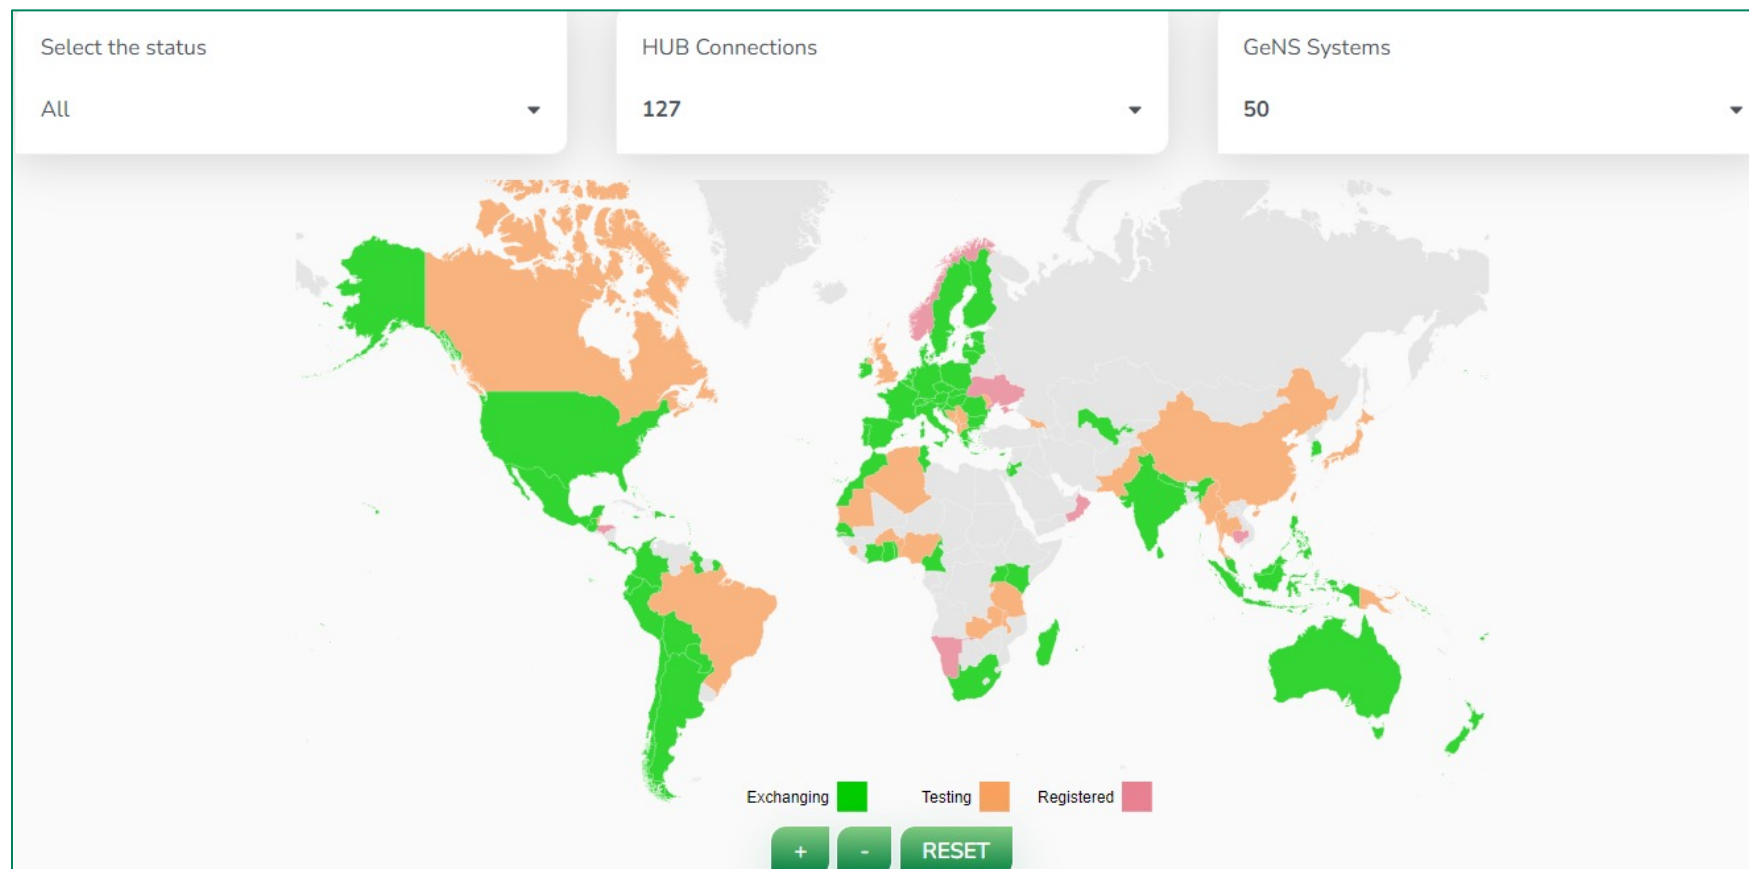 Select the status
HUB Connections
GeNS Systems
All
127
50
Exchanging
Testing
Registered
+
-
RESET